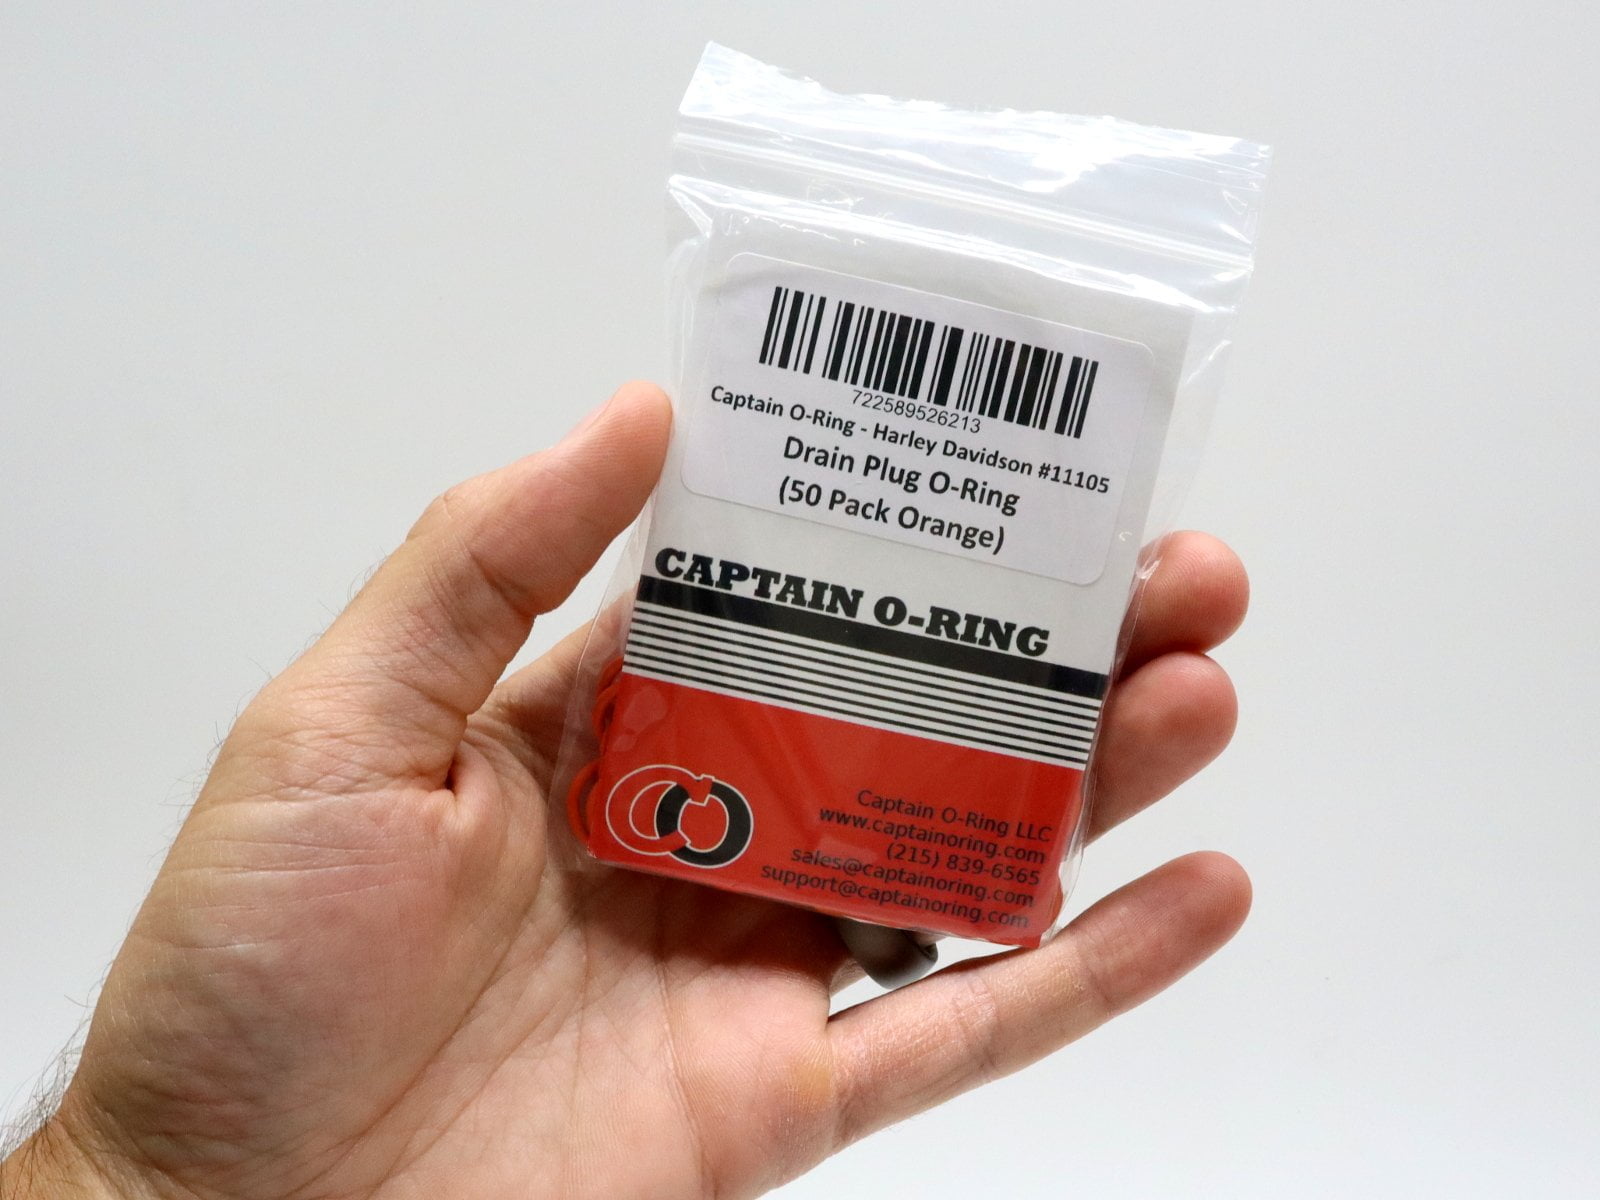 722589526213
Captain O-Ring - Harley Davidson #11105
Drain Plug O-Ring
(50 Pack Orange)
CAPTAIN O-RING
CO
Captain O-Ring LLC
www.captainoring.com
(215) 839-6565
sales@captainoring.com
support@captainoring.com